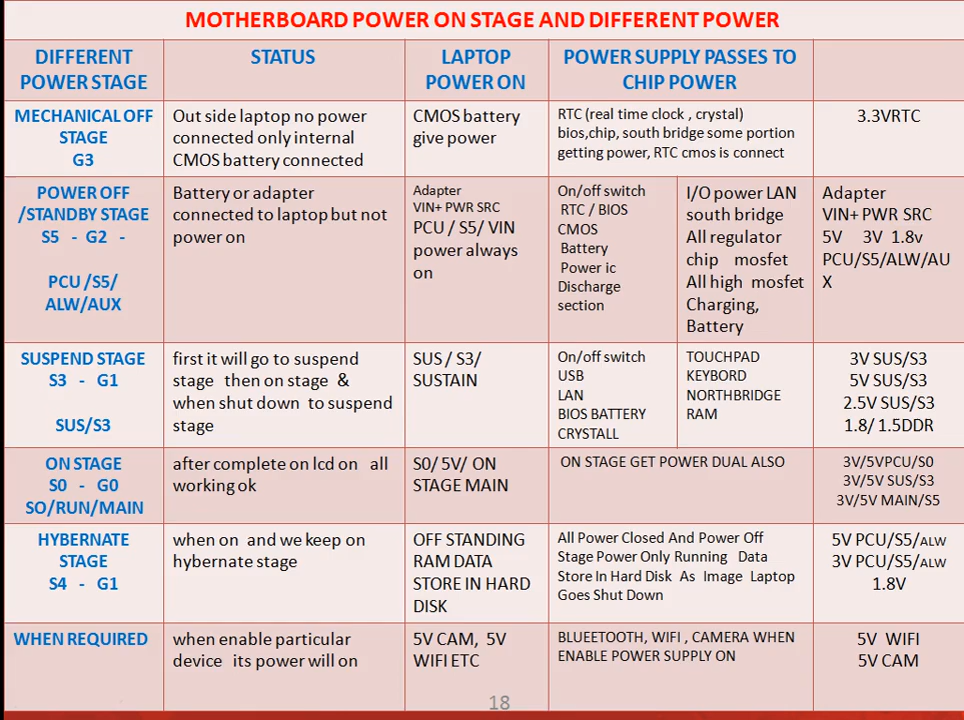 MOTHERBOARD POWER ON STAGE AND DIFFERENT POWER
DIFFERENT
POWER STAGE
STATUS
LAPTOP
POWER ON
POWER SUPPLY PASSES TO
CHIP POWER
MECHANICAL OFF
STAGE
G3
Out side laptop no power
connected only internal
CMOS battery connected
CMOS battery
give power
RTC (real time clock , crystal)
bios,chip, south bridge some portion
getting power, RTC cmos is connect
3.3VRTC
POWER OFF
/STANDBY STAGE
S5 - G2 -
PCU /S5/
ALW/AUX
Battery or adapter
connected to laptop but not
power on
Adapter
VIN+ PWR SRC
PCU / S5/ VIN
power always
on
On/off switch
RTC / BIOS
CMOS
Battery
Power ic
Discharge
section
I/O power LAN
south bridge
All regulator
chip mosfet
All high mosfet
Charging,
Battery
Adapter
VIN+ PWR SRC
5V 3V 1.8v
PCU/S5/ALW/AU
X
SUSPEND STAGE
S3 - G1
SUS/S3
first it will go to suspend
stage then on stage &
when shut down to suspend
stage
SUS / S3/
SUSTAIN
On/off switch
USB
LAN
BIOS BATTERY
CRYSTALL
TOUCHPAD
KEYBORD
NORTHBRIDGE
RAM
3V SUS/S3
5V SUS/S3
2.5V SUS/S3
1.8/ 1.5DDR
ON STAGE
S0 - G0
SO/RUN/MAIN
after complete on lcd on all
working ok
S0/ 5V/ ON
STAGE MAIN
ON STAGE GET POWER DUAL ALSO
3V/5VPCU/S0
3V/5V SUS/S3
3V/5V MAIN/S5
HYBERNATE
STAGE
S4 - G1
when on and we keep on
hybernate stage
OFF STANDING
RAM DATA
STORE IN HARD
DISK
All Power Closed And Power Off
Stage Power Only Running Data
Store In Hard Disk As Image Laptop
Goes Shut Down
5V PCU/S5/ALW
3V PCU/S5/ALW
1.8V
WHEN REQUIRED
when enable particular
device its power will on
5V CAM, 5V
WIFI ETC
BLUEETOOTH, WIFI , CAMERA WHEN
ENABLE POWER SUPPLY ON
5V WIFI
5V CAM
18